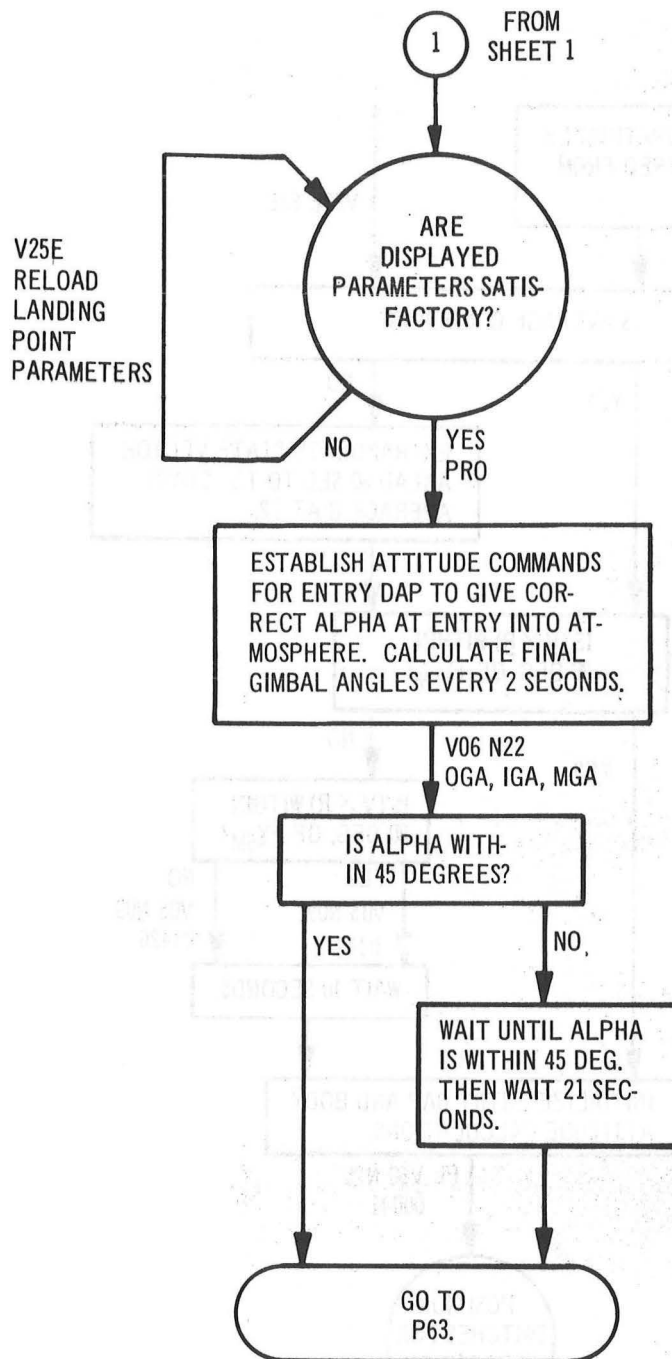 1
FROM
SHEET 1
ARE
DISPLAYED
PARAMETERS SATIS-
FACTORY?
V25E
RELOAD
LANDING
POINT
PARAMETERS
NO
YES
PRO
ESTABLISH ATTITUDE COMMANDS
FOR ENTRY DAP TO GIVE COR-
RECT ALPHA AT ENTRY INTO AT-
MOSPHERE. CALCULATE FINAL
GIMBAL ANGLES EVERY 2 SECONDS.
V06 N22
OGA, IGA, MGA
IS ALPHA WITH-
IN 45 DEGREES?
YES
NO.
WAIT UNTIL ALPHA
IS WITHIN 45 DEG.
THEN WAIT 21 SEC-
ONDS.
GO TO
P63.